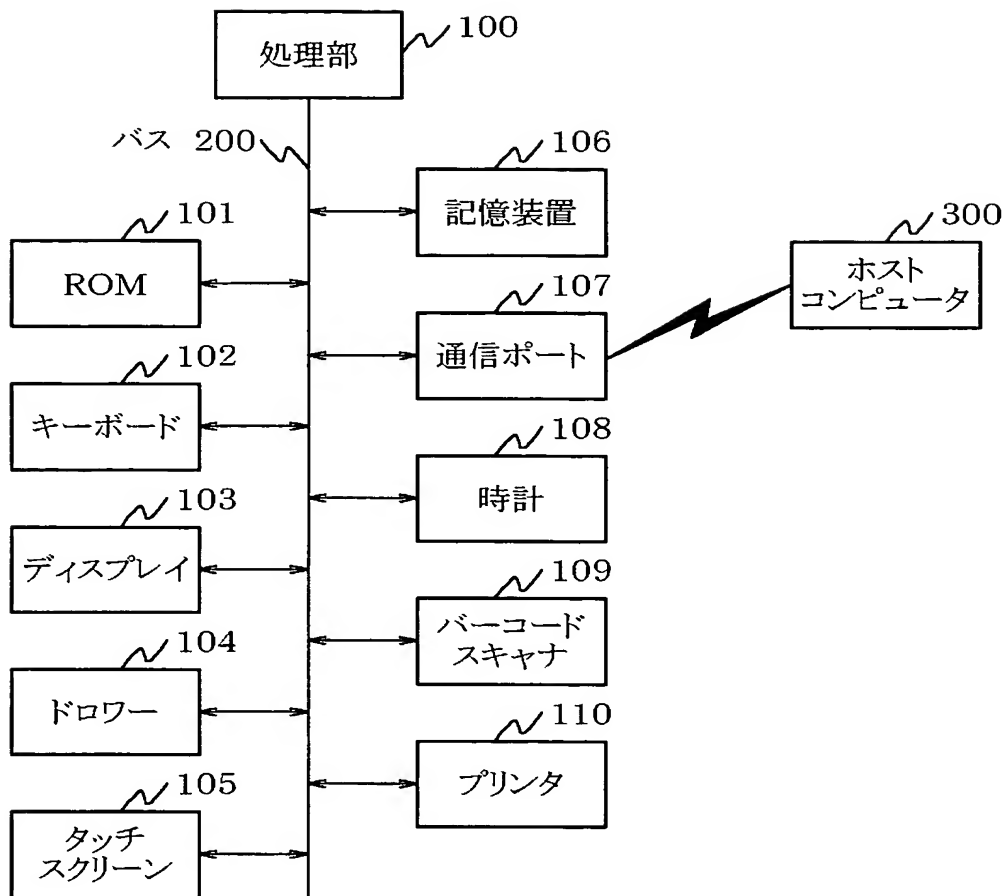 100
処理部
バス 200
106
記憶装置
101
ROM
300
ホスト
コンピュータ
107
通信ポート
102
キーボード
108
時計
103
ディスプレイ
109
バーコード
スキャナ
104
ドロワー
110
プリンタ
105
タッチ
スクリーン